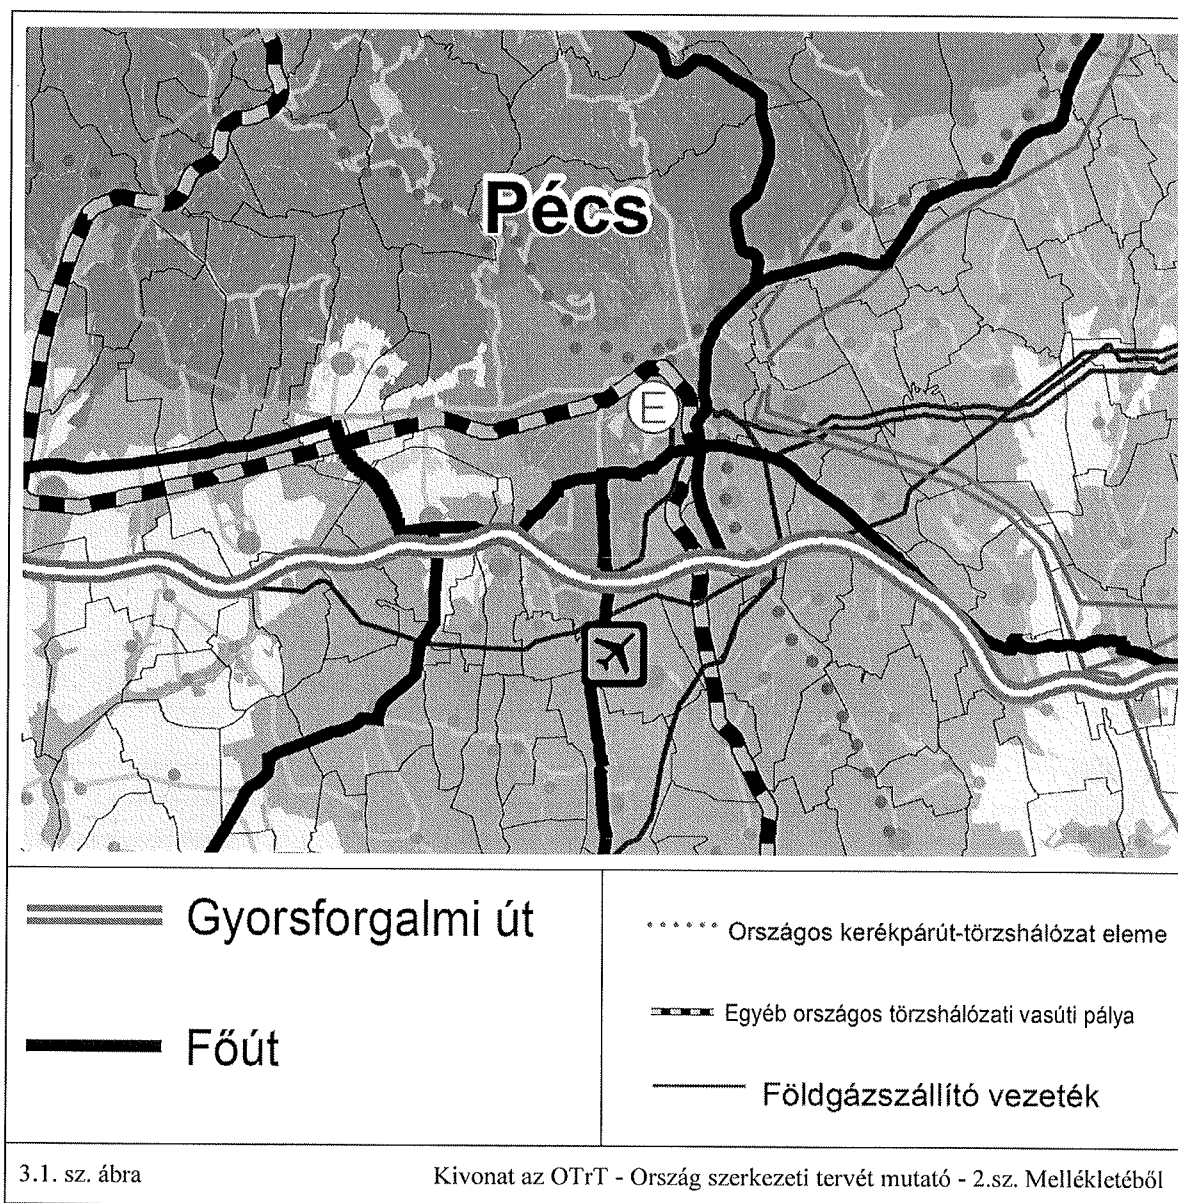 Pécs
E
Gyorsforgalmi út
Főút
Országos kerékpárút-törzshálózat eleme
Egyéb országos törzshálózati vasúti pálya
Földgázszállító vezeték
3.1. sz. ábra
Kivonat az OTrT - Ország szerkezeti tervét mutató - 2.sz. Mellékletéből